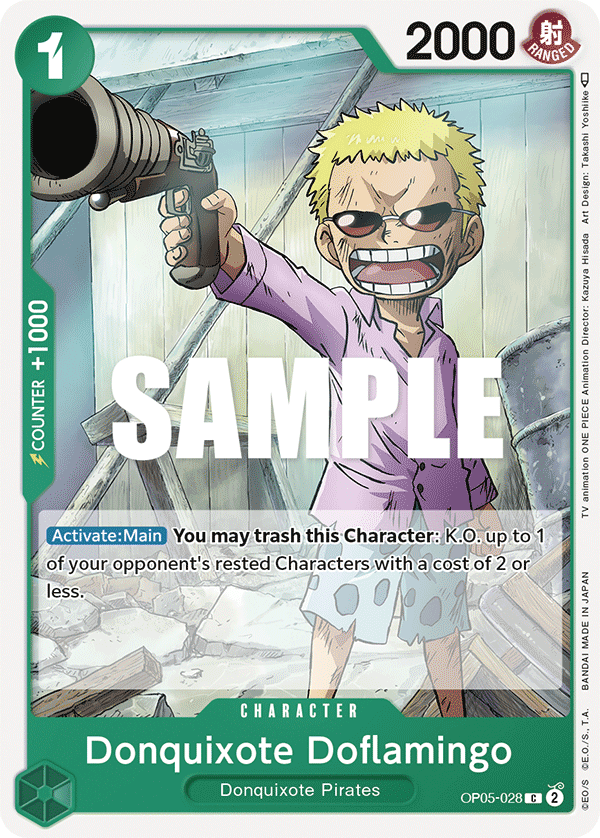 1
2000
射
RANGED
COUNTER +1000
SAMPLE
Activate:Main You may trash this Character: K.O. up to 1
of your opponent's rested Characters with a cost of 2 or
less.
CHARACTER
Donquixote Doflamingo
Donquixote Pirates
OP05-028 C 2
TV animation ONE PIECE Animation Director: Kazuya Hisada Art Design: Takashi Yoshiike
©EO/S ©E.O./S., T.A. BANDAI MADE IN JAPAN